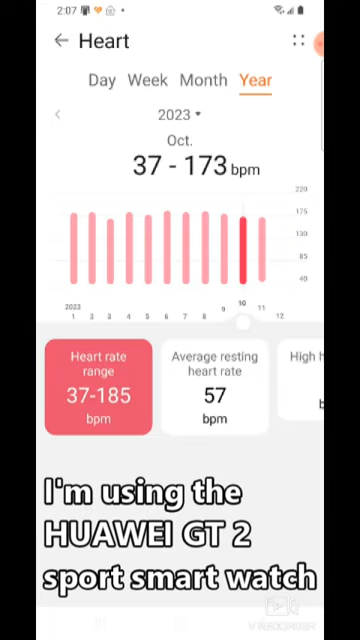 2:07
Heart
Day Week Month Year
2023
Oct.
37 - 173 bpm
220
175
130
85
40
2023
1 2 3 4 5 6 7 8 9 10 11 12
Heart rate range
37-185
bpm
Average resting heart rate
57
bpm
High h
b
I'm using the
HUAWEI GT 2
sport smart watch
RECORDER